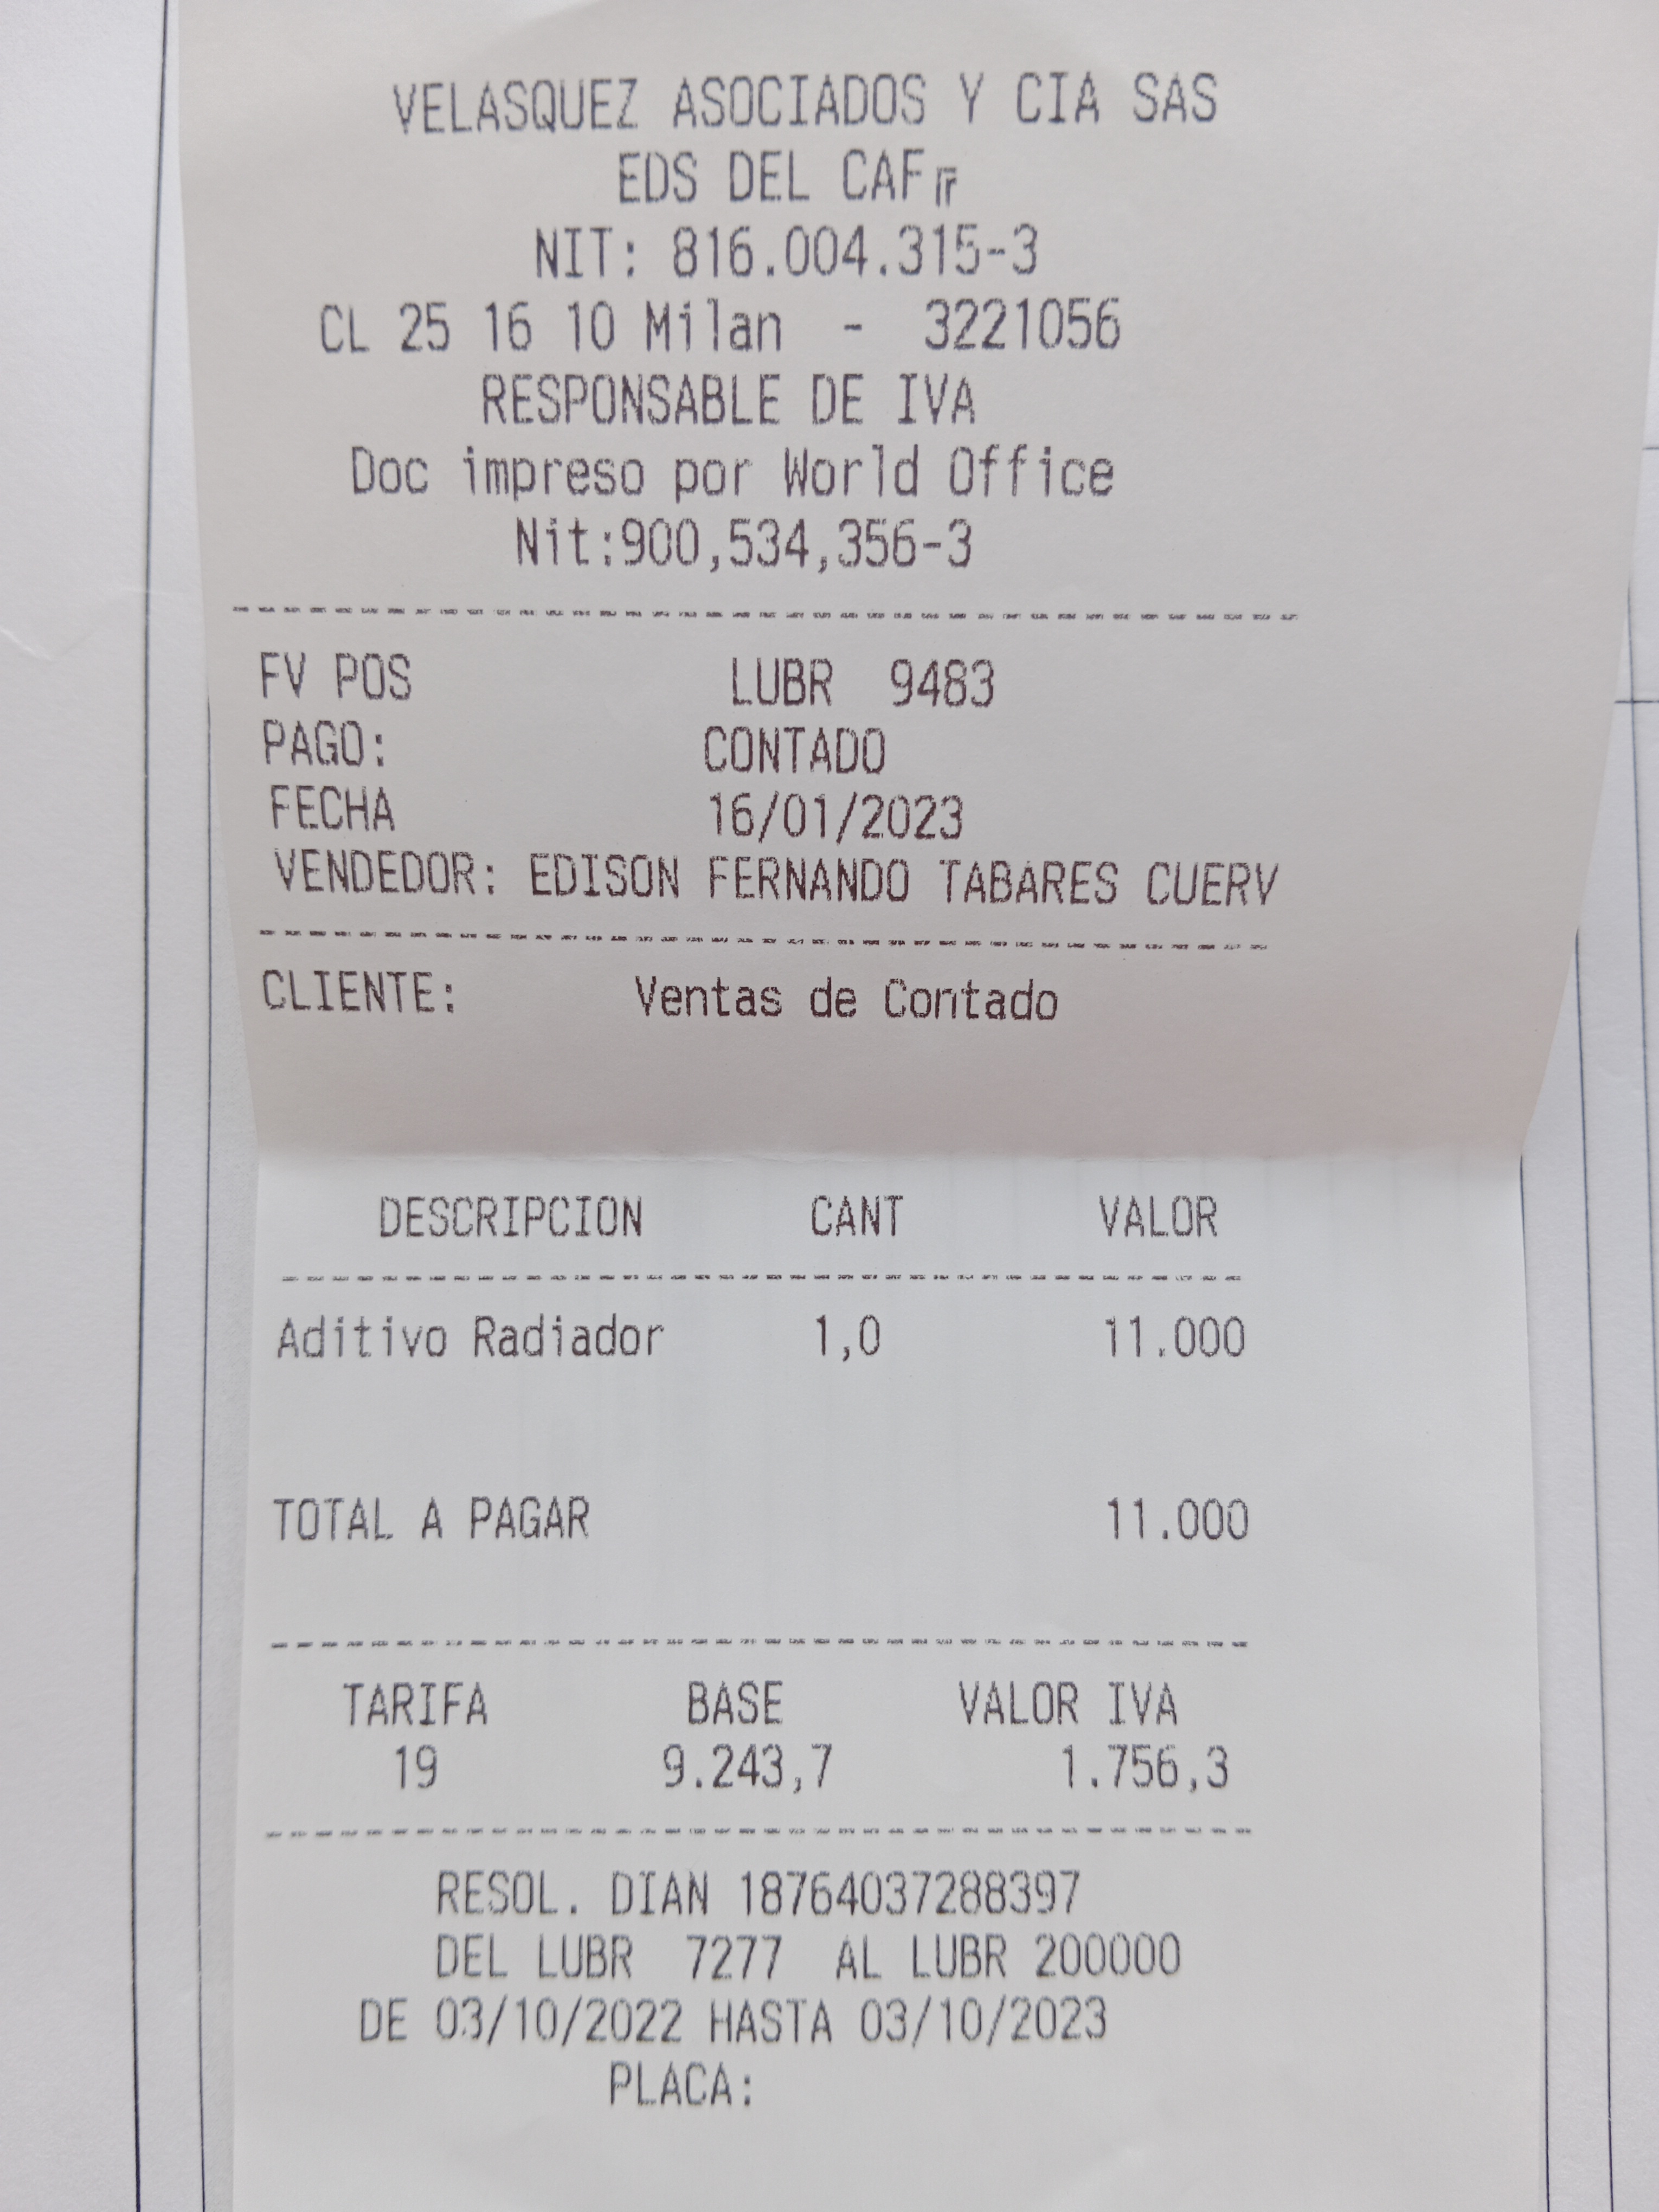 VELASQUEZ ASOCIADOS Y CIA SAS
EDS DEL CAF╓
NIT: 816.004.315-3
CL 25 16 10 Milan - 3221056
RESPONSABLE DE IVA
Doc impreso por World Office
Nit:900,534,356-3
FV POS LUBR 9483
PAGO: CONTADO
FECHA 16/01/2023
VENDEDOR: EDISON FERNANDO TABARES CUERV
CLIENTE: Ventas de Contado
DESCRIPCION CANT VALOR
Aditivo Radiador 1,0 11.000
TOTAL A PAGAR 11.000
TARIFA BASE VALOR IVA
19 9.243,7 1.756,3
RESOL. DIAN 18764037288397
DEL LUBR 7277 AL LUBR 200000
DE 03/10/2022 HASTA 03/10/2023
PLACA: